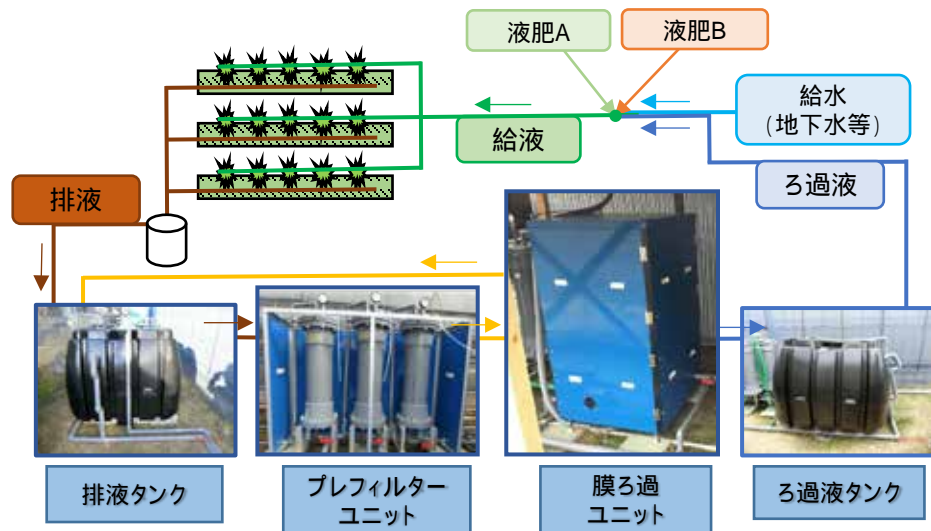 液肥A
液肥B
給水
(地下水等)
給液
ろ過液
排液
排液タンク
プレフィルター
ユニット
膜ろ過
ユニット
ろ過液タンク